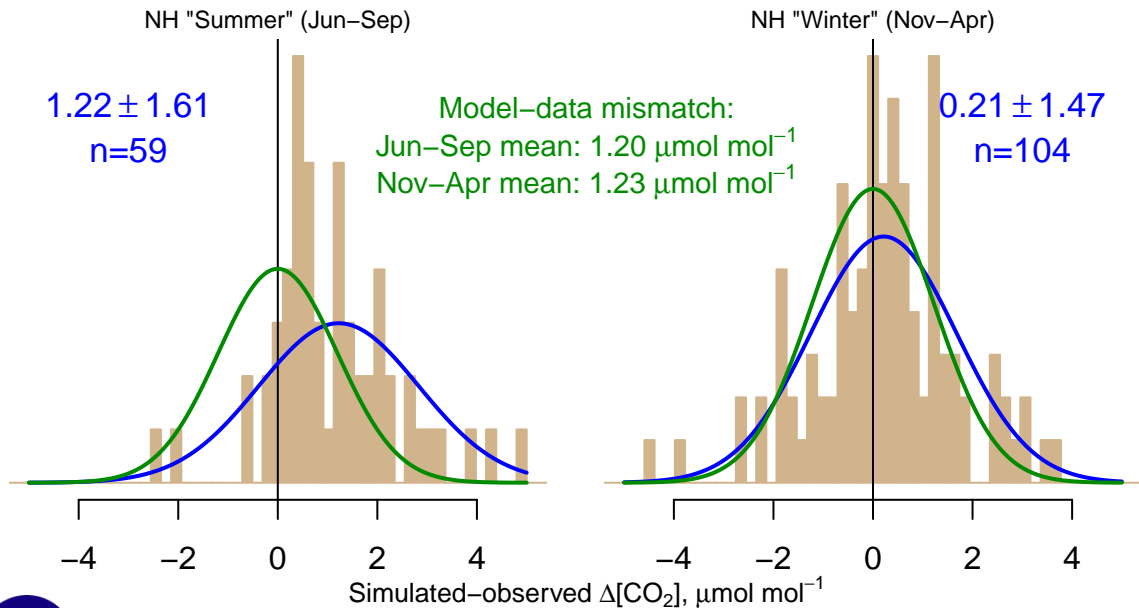 NH "Summer" (Jun−Sep)
NH "Winter" (Nov−Apr)
1.22 ± 1.61
n=59
Model−data mismatch:
Jun−Sep mean: 1.20 μmol mol⁻¹
Nov−Apr mean: 1.23 μmol mol⁻¹
0.21 ± 1.47
n=104
−4 −2 0 2 4
−4 −2 0 2 4
Simulated−observed Δ[CO₂], μmol mol⁻¹